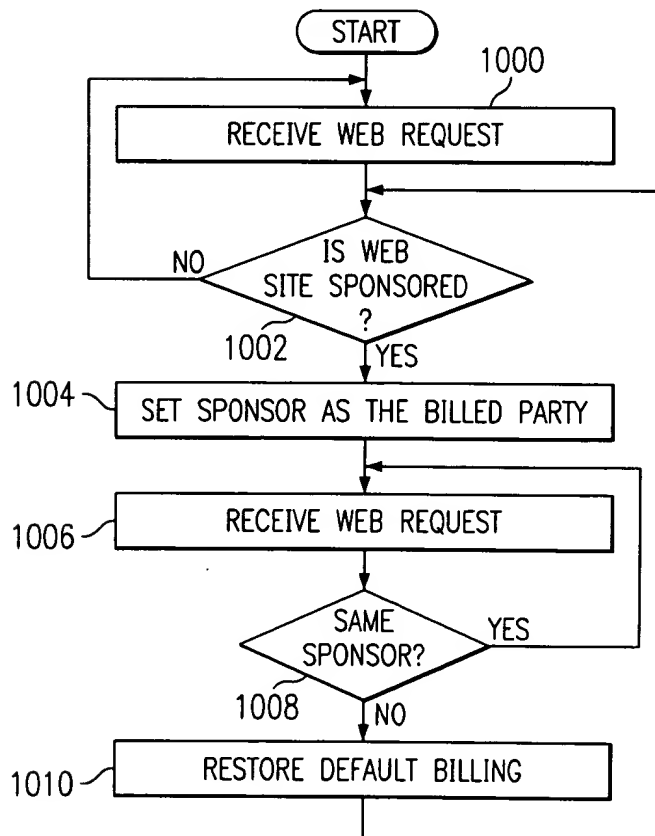 START
1000
RECEIVE WEB REQUEST
IS WEB
NO
SITE SPONSORED
?
1002
YES
1004
SET SPONSOR AS THE BILLED PARTY
RECEIVE WEB REQUEST
1006
SAME
YES
SPONSOR?
1008
NO
RESTORE DEFAULT BILLING
1010